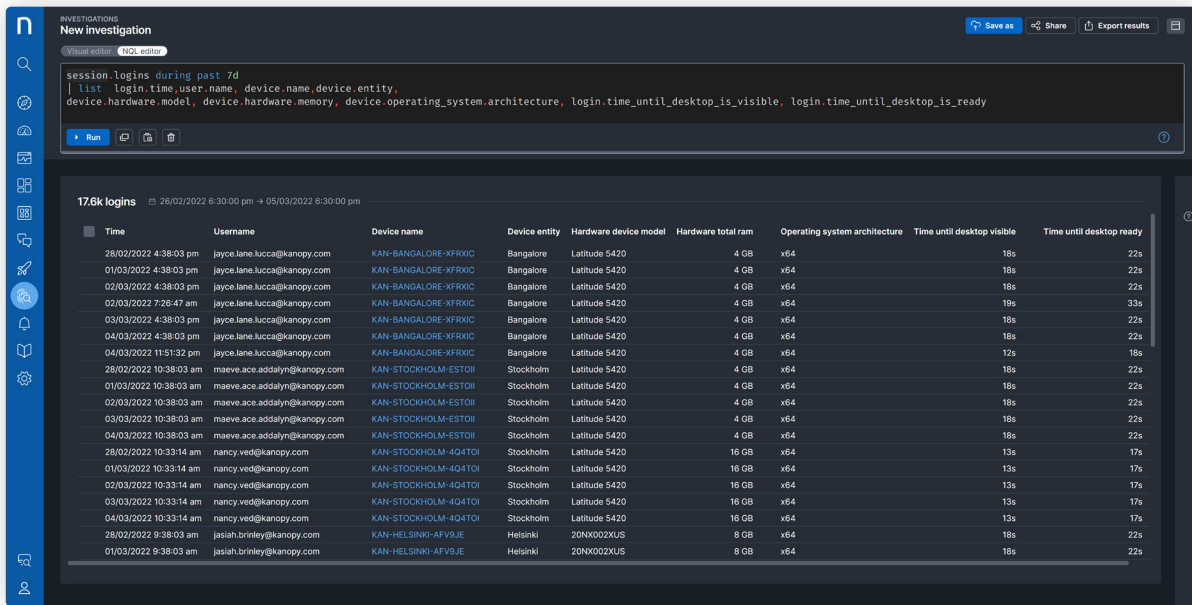 n
INVESTIGATIONS
New investigation
Save as
Share
Export results
Visual editor
NQL editor
session.logins during past 7d
| list  login.time,user.name, device.name,device.entity,
device.hardware.model, device.hardware.memory, device.operating_system.architecture, login.time_until_desktop_is_visible, login.time_until_desktop_is_ready
Run
17.6k logins 26/02/2022 6:30:00 pm → 05/03/2022 6:30:00 pm
Time Username Device name Device entity Hardware device model Hardware total ram Operating system architecture Time until desktop visible Time until desktop ready
28/02/2022 4:38:03 pm jayce.lane.lucca@kanopy.com KAN-BANGALORE-XFRXIC Bangalore Latitude 5420 4 GB x64 18s 22s
01/03/2022 4:38:03 pm jayce.lane.lucca@kanopy.com KAN-BANGALORE-XFRXIC Bangalore Latitude 5420 4 GB x64 18s 22s
02/03/2022 4:38:03 pm jayce.lane.lucca@kanopy.com KAN-BANGALORE-XFRXIC Bangalore Latitude 5420 4 GB x64 18s 22s
02/03/2022 7:26:47 am jayce.lane.lucca@kanopy.com KAN-BANGALORE-XFRXIC Bangalore Latitude 5420 4 GB x64 19s 33s
03/03/2022 4:38:03 pm jayce.lane.lucca@kanopy.com KAN-BANGALORE-XFRXIC Bangalore Latitude 5420 4 GB x64 18s 22s
04/03/2022 4:38:03 pm jayce.lane.lucca@kanopy.com KAN-BANGALORE-XFRXIC Bangalore Latitude 5420 4 GB x64 18s 22s
04/03/2022 11:51:32 pm jayce.lane.lucca@kanopy.com KAN-BANGALORE-XFRXIC Bangalore Latitude 5420 4 GB x64 12s 18s
28/02/2022 10:38:03 am maeve.ace.addalyn@kanopy.com KAN-STOCKHOLM-ESTOII Stockholm Latitude 5420 4 GB x64 18s 22s
01/03/2022 10:38:03 am maeve.ace.addalyn@kanopy.com KAN-STOCKHOLM-ESTOII Stockholm Latitude 5420 4 GB x64 18s 22s
02/03/2022 10:38:03 am maeve.ace.addalyn@kanopy.com KAN-STOCKHOLM-ESTOII Stockholm Latitude 5420 4 GB x64 18s 22s
03/03/2022 10:38:03 am maeve.ace.addalyn@kanopy.com KAN-STOCKHOLM-ESTOII Stockholm Latitude 5420 4 GB x64 18s 22s
04/03/2022 10:38:03 am maeve.ace.addalyn@kanopy.com KAN-STOCKHOLM-ESTOII Stockholm Latitude 5420 4 GB x64 18s 22s
28/02/2022 10:33:14 am nancy.ved@kanopy.com KAN-STOCKHOLM-4Q4TOI Stockholm Latitude 5420 16 GB x64 13s 17s
01/03/2022 10:33:14 am nancy.ved@kanopy.com KAN-STOCKHOLM-4Q4TOI Stockholm Latitude 5420 16 GB x64 13s 17s
02/03/2022 10:33:14 am nancy.ved@kanopy.com KAN-STOCKHOLM-4Q4TOI Stockholm Latitude 5420 16 GB x64 13s 17s
03/03/2022 10:33:14 am nancy.ved@kanopy.com KAN-STOCKHOLM-4Q4TOI Stockholm Latitude 5420 16 GB x64 13s 17s
04/03/2022 10:33:14 am nancy.ved@kanopy.com KAN-STOCKHOLM-4Q4TOI Stockholm Latitude 5420 16 GB x64 13s 17s
28/02/2022 9:38:03 am jasiah.brinley@kanopy.com KAN-HELSINKI-AFV9JE Helsinki 20NX002XUS 8 GB x64 18s 22s
01/03/2022 9:38:03 am jasiah.brinley@kanopy.com KAN-HELSINKI-AFV9JE Helsinki 20NX002XUS 8 GB x64 18s 22s